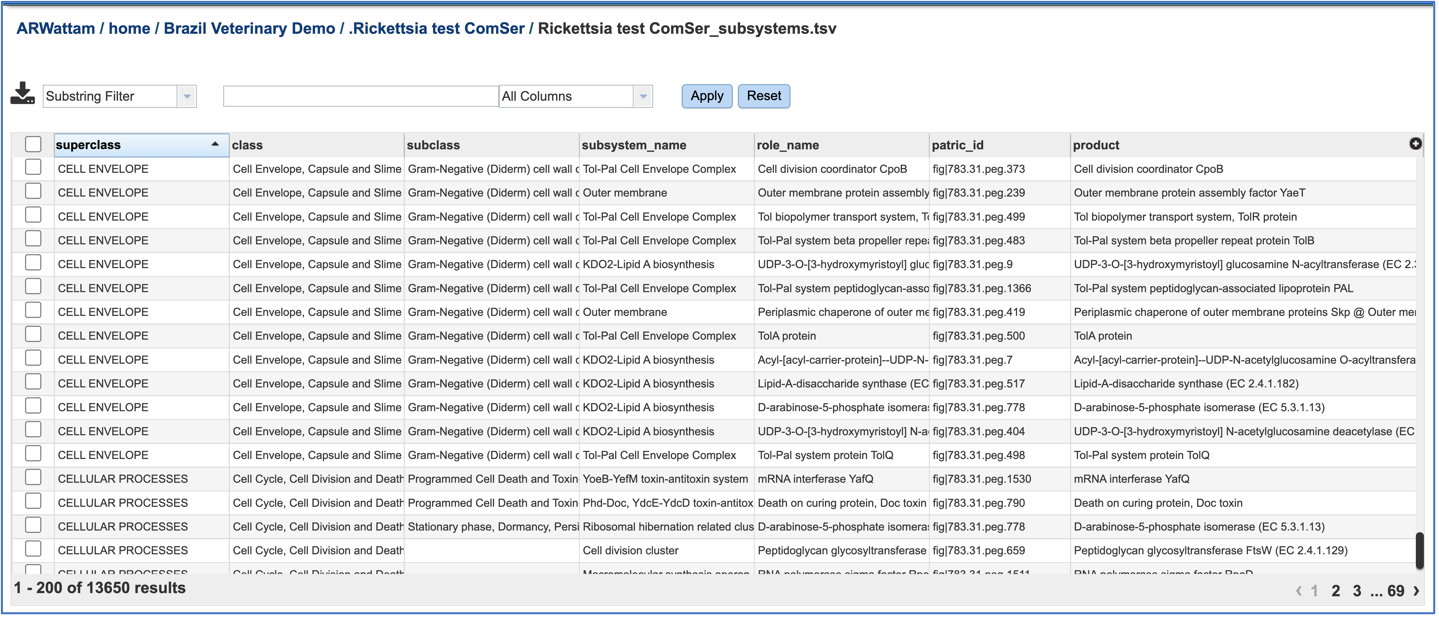 ARWattam / home / Brazil Veterinary Demo / .Rickettsia test ComSer / Rickettsia test ComSer_subsystems.tsv
Substring Filter All Columns Apply Reset
superclass class subclass subsystem_name role_name patric_id product
CELL ENVELOPE Cell Envelope, Capsule and Slime Gram-Negative (Diderm) cell wall c Tol-Pal Cell Envelope Complex Cell division coordinator CpoB fig|783.31.peg.373 Cell division coordinator CpoB
CELL ENVELOPE Cell Envelope, Capsule and Slime Gram-Negative (Diderm) cell wall c Outer membrane Outer membrane protein assembly fig|783.31.peg.239 Outer membrane protein assembly factor YaeT
CELL ENVELOPE Cell Envelope, Capsule and Slime Gram-Negative (Diderm) cell wall c Tol-Pal Cell Envelope Complex Tol biopolymer transport system, To fig|783.31.peg.499 Tol biopolymer transport system, TolR protein
CELL ENVELOPE Cell Envelope, Capsule and Slime Gram-Negative (Diderm) cell wall c Tol-Pal Cell Envelope Complex Tol-Pal system beta propeller repea fig|783.31.peg.483 Tol-Pal system beta propeller repeat protein TolB
CELL ENVELOPE Cell Envelope, Capsule and Slime Gram-Negative (Diderm) cell wall c KDO2-Lipid A biosynthesis UDP-3-O-[3-hydroxymyristoyl] gluc fig|783.31.peg.9 UDP-3-O-[3-hydroxymyristoyl] glucosamine N-acyltransferase (EC 2.3
CELL ENVELOPE Cell Envelope, Capsule and Slime Gram-Negative (Diderm) cell wall c Tol-Pal Cell Envelope Complex Tol-Pal system peptidoglycan-asso fig|783.31.peg.1366 Tol-Pal system peptidoglycan-associated lipoprotein PAL
CELL ENVELOPE Cell Envelope, Capsule and Slime Gram-Negative (Diderm) cell wall c Outer membrane Periplasmic chaperone of outer me fig|783.31.peg.419 Periplasmic chaperone of outer membrane proteins Skp @ Outer mem
CELL ENVELOPE Cell Envelope, Capsule and Slime Gram-Negative (Diderm) cell wall c Tol-Pal Cell Envelope Complex TolA protein fig|783.31.peg.500 TolA protein
CELL ENVELOPE Cell Envelope, Capsule and Slime Gram-Negative (Diderm) cell wall c KDO2-Lipid A biosynthesis Acyl-[acyl-carrier-protein]--UDP-N- fig|783.31.peg.7 Acyl-[acyl-carrier-protein]--UDP-N-acetylglucosamine O-acyltransfera
CELL ENVELOPE Cell Envelope, Capsule and Slime Gram-Negative (Diderm) cell wall c KDO2-Lipid A biosynthesis Lipid-A-disaccharide synthase (EC fig|783.31.peg.517 Lipid-A-disaccharide synthase (EC 2.4.1.182)
CELL ENVELOPE Cell Envelope, Capsule and Slime Gram-Negative (Diderm) cell wall c KDO2-Lipid A biosynthesis D-arabinose-5-phosphate isomeras fig|783.31.peg.778 D-arabinose-5-phosphate isomerase (EC 5.3.1.13)
CELL ENVELOPE Cell Envelope, Capsule and Slime Gram-Negative (Diderm) cell wall c KDO2-Lipid A biosynthesis UDP-3-O-[3-hydroxymyristoyl] N-a fig|783.31.peg.404 UDP-3-O-[3-hydroxymyristoyl] N-acetylglucosamine deacetylase (EC
CELL ENVELOPE Cell Envelope, Capsule and Slime Gram-Negative (Diderm) cell wall c Tol-Pal Cell Envelope Complex Tol-Pal system protein TolQ fig|783.31.peg.498 Tol-Pal system protein TolQ
CELLULAR PROCESSES Cell Cycle, Cell Division and Death Programmed Cell Death and Toxin YoeB-YefM toxin-antitoxin system mRNA interferase YafQ fig|783.31.peg.1530 mRNA interferase YafQ
CELLULAR PROCESSES Cell Cycle, Cell Division and Death Programmed Cell Death and Toxin Phd-Doc, YdcE-YdcD toxin-antitox Death on curing protein, Doc toxin fig|783.31.peg.790 Death on curing protein, Doc toxin
CELLULAR PROCESSES Cell Cycle, Cell Division and Death Stationary phase, Dormancy, Persi Ribosomal hibernation related clus D-arabinose-5-phosphate isomeras fig|783.31.peg.778 D-arabinose-5-phosphate isomerase (EC 5.3.1.13)
CELLULAR PROCESSES Cell Cycle, Cell Division and Death Cell division cluster Peptidoglycan glycosyltransferase fig|783.31.peg.659 Peptidoglycan glycosyltransferase FtsW (EC 2.4.1.129)
1 - 200 of 13650 results ‹ 1 2 3 ... 69 ›